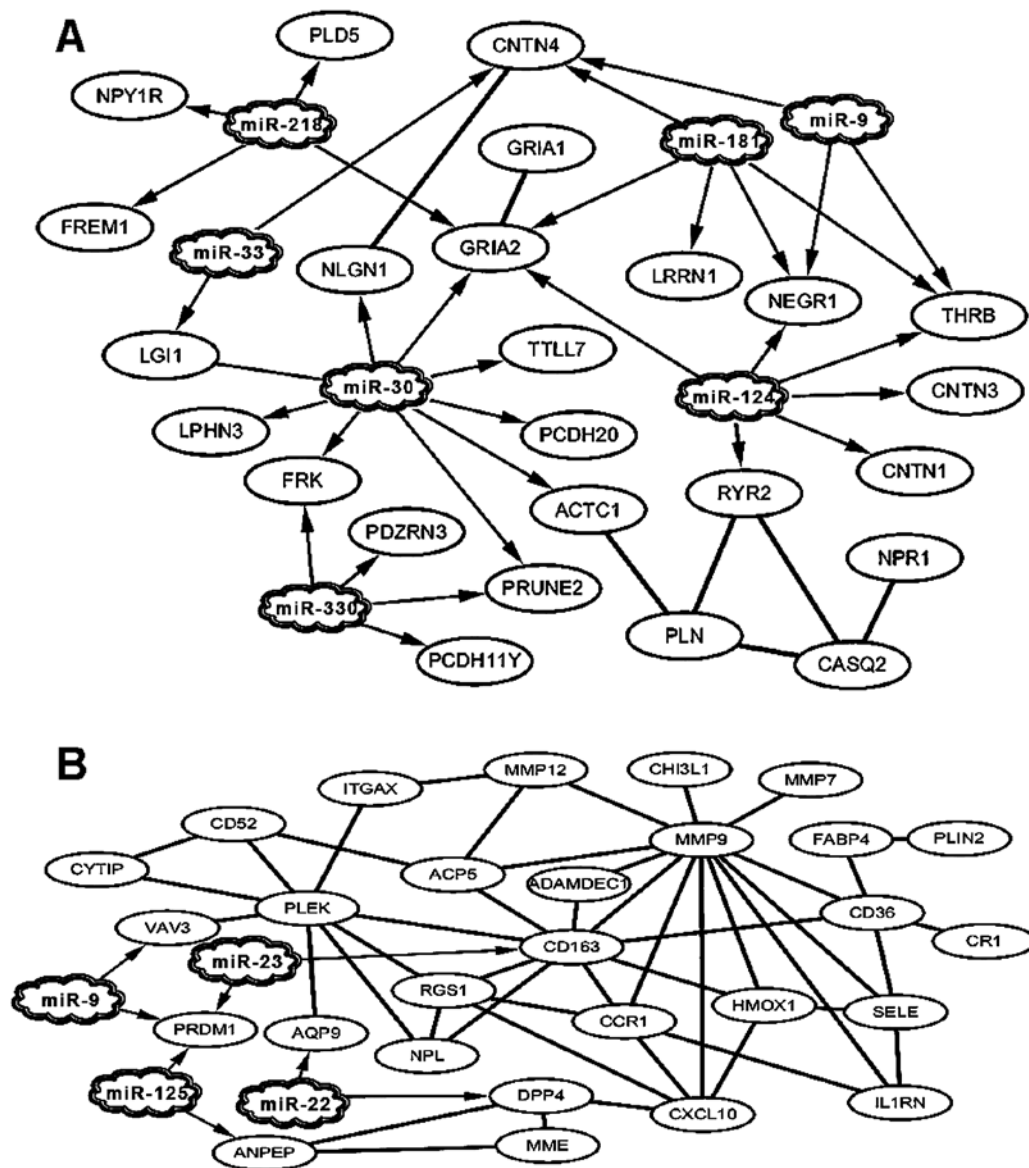 A
PLD5
CNTN4
NPY1R
miR-218
miR-9
miR-181
GRIA1
FREM1
miR-33
NLGN1
GRIA2
LRRN1
NEGR1
THRB
LGI1
TTLL7
miR-30
miR-124
CNTN3
LPHN3
PCDH20
CNTN1
FRK
RYR2
ACTC1
PDZRN3
NPR1
PRUNE2
miR-330
PLN
PCDH11Y
CASQ2
B
MMP12
CHI3L1
MMP7
ITGAX
CD52
MMP9
FABP4
PLIN2
CYTIP
ACP5
ADAMDEC1
PLEK
CD36
VAV3
CD163
CR1
miR-23
miR-9
RGS1
HMOX1
SELE
PRDM1
AQP9
CCR1
NPL
miR-125
miR-22
DPP4
CXCL10
IL1RN
ANPEP
MME